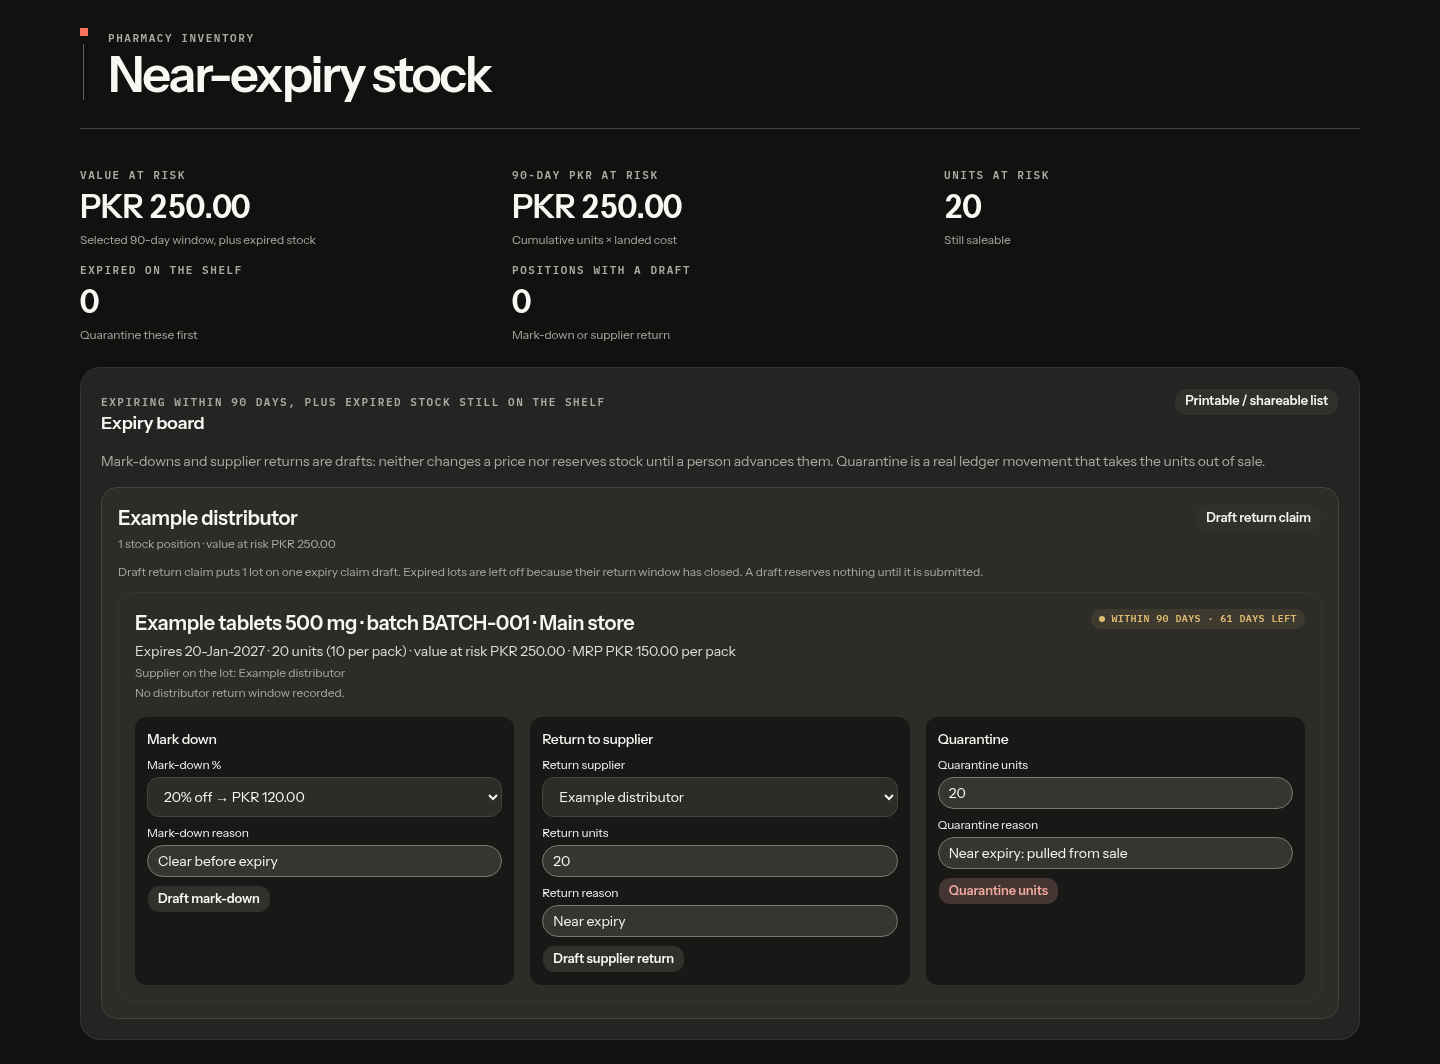 PHARMACY INVENTORY
Near-expiry stock
VALUE AT RISK
PKR 250.00
Selected 90-day window, plus expired stock
90-DAY PKR AT RISK
PKR 250.00
Cumulative units × landed cost
UNITS AT RISK
20
Still saleable
EXPIRED ON THE SHELF
0
Quarantine these first
POSITIONS WITH A DRAFT
0
Mark-down or supplier return
EXPIRING WITHIN 90 DAYS, PLUS EXPIRED STOCK STILL ON THE SHELF
Expiry board
Printable / shareable list
Mark-downs and supplier returns are drafts: neither changes a price nor reserves stock until a person advances them. Quarantine is a real ledger movement that takes the units out of sale.
Example distributor
Draft return claim
1 stock position · value at risk PKR 250.00
Draft return claim puts 1 lot on one expiry claim draft. Expired lots are left off because their return window has closed. A draft reserves nothing until it is submitted.
Example tablets 500 mg · batch BATCH-001 · Main store
WITHIN 90 DAYS · 61 DAYS LEFT
Expires 20-Jan-2027 · 20 units (10 per pack) · value at risk PKR 250.00 · MRP PKR 150.00 per pack
Supplier on the lot: Example distributor
No distributor return window recorded.
Mark down
Mark-down %
20% off → PKR 120.00
Mark-down reason
Clear before expiry
Draft mark-down
Return to supplier
Return supplier
Example distributor
Return units
20
Return reason
Near expiry
Draft supplier return
Quarantine
Quarantine units
20
Quarantine reason
Near expiry: pulled from sale
Quarantine units